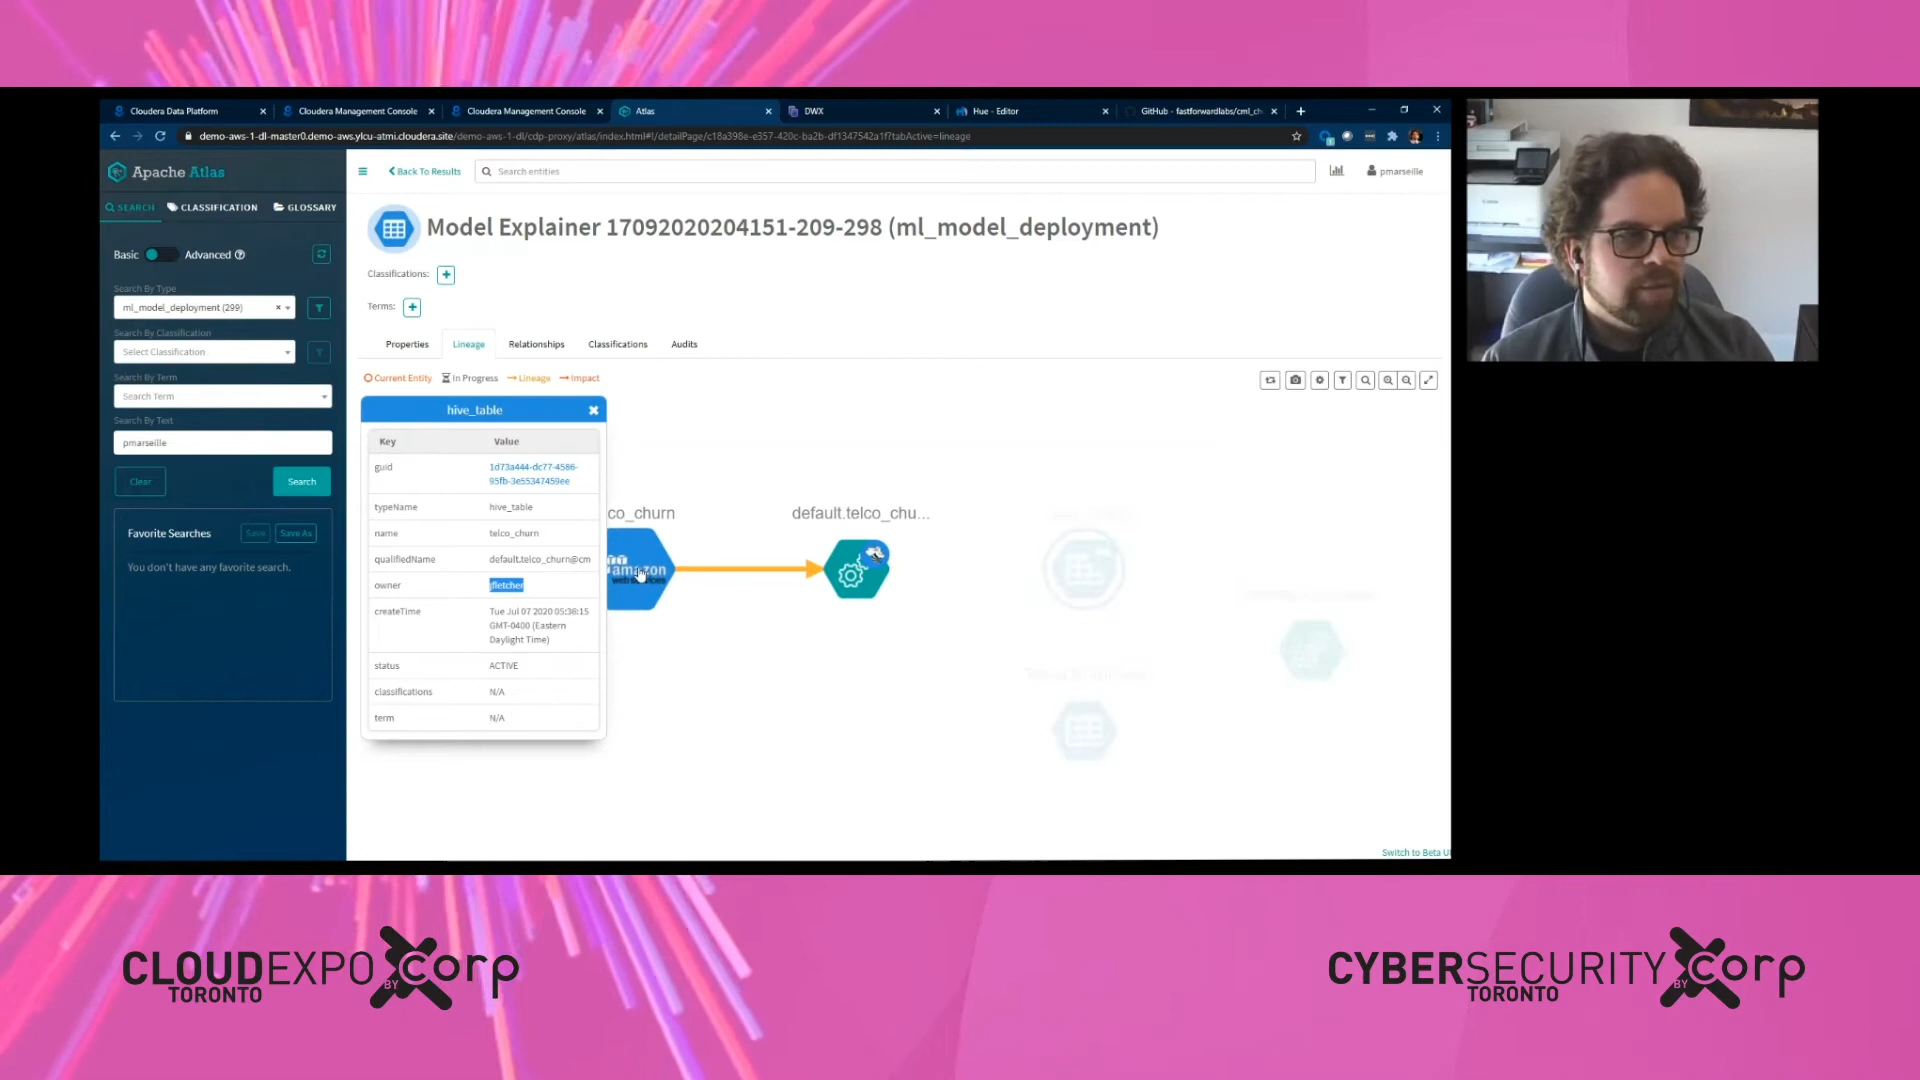 Cloudera Data Platform
Cloudera Management Console
Cloudera Management Console
Atlas
DWX
Hue - Editor
GitHub - fastforwardlabs/cml_ch
demo-aws-1-dl-master0.demo-aws.ylcu-atmi.cloudera.site/demo-aws-1-dl/cdp-proxy/atlas/index.html#!/detailPage/c18a398e-e357-420c-ba2b-df1347542a1f?tabActive=lineage
Apache Atlas
SEARCH
CLASSIFICATION
GLOSSARY
Back To Results
Search entities
pmarseille
Basic
Advanced
Search By Type
ml_model_deployment (299)
Search By Classification
Select Classification
Search By Term
Search Term
Search By Text
pmarseille
Clear
Search
Favorite Searches
Save
Save As
You don't have any favorite search.
Model Explainer 17092020204151-209-298 (ml_model_deployment)
Classifications:
Terms:
Properties
Lineage
Relationships
Classifications
Audits
Current Entity
In Progress
Lineage
Impact
hive_table
Key Value
guid 1d73a444-dc77-4586-
95fb-3e55347459ee
typeName hive_table
name telco_churn
qualifiedName default.telco_churn@cm
owner jfletcher
createTime Tue Jul 07 2020 05:38:15
GMT-0400 (Eastern
Daylight Time)
status ACTIVE
classifications N/A
term N/A
co_churn
default.telco_chu...
amazon
web services
Switch to Beta UI
CLOUDEXPO BY Xcorp
TORONTO
CYBERSECURITY BY Xcorp
TORONTO